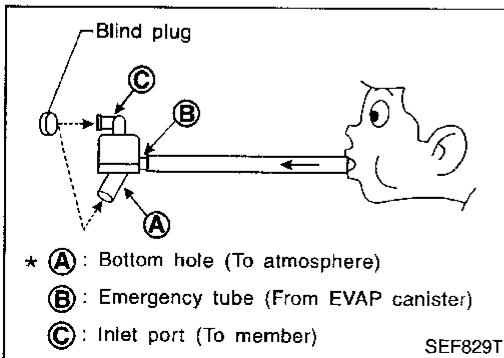 Blind plug
C
B
A
* A : Bottom hole (To atmosphere)
B : Emergency tube (From EVAP canister)
C : Inlet port (To member)
SEF829T